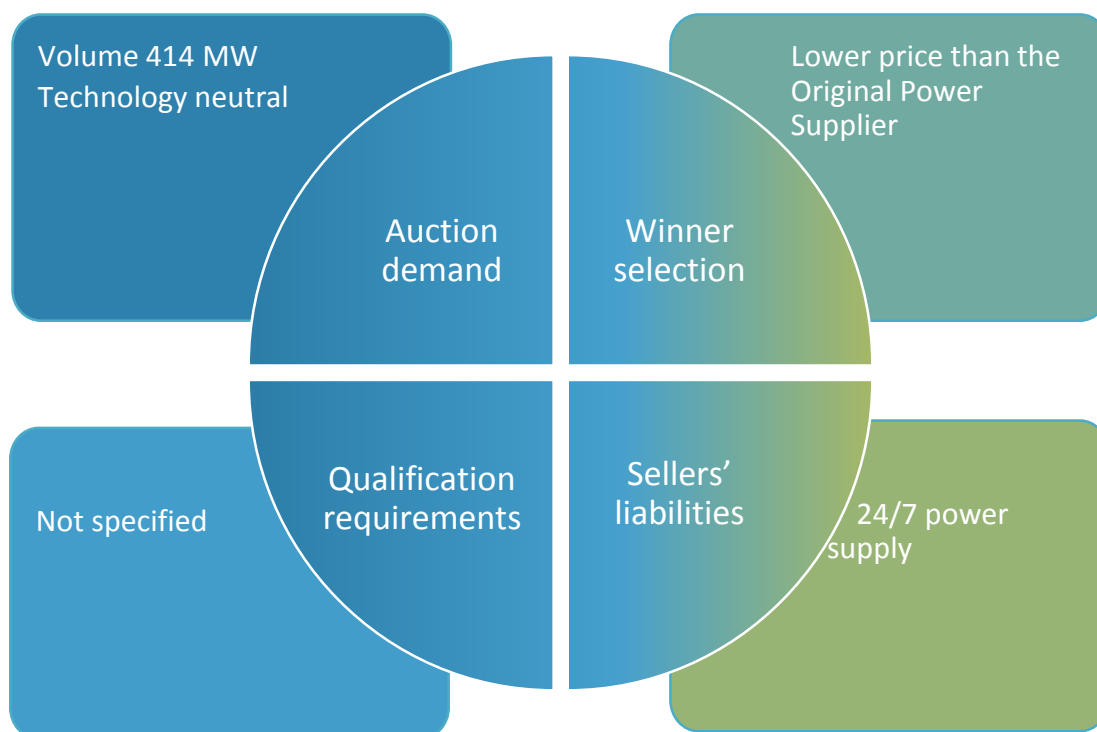 Volume 414 MW
Technology neutral
Lower price than the
Original Power
Supplier
Auction
demand
Winner
selection
Qualification
requirements
Sellers’
liabilities
Not specified
24/7 power
supply